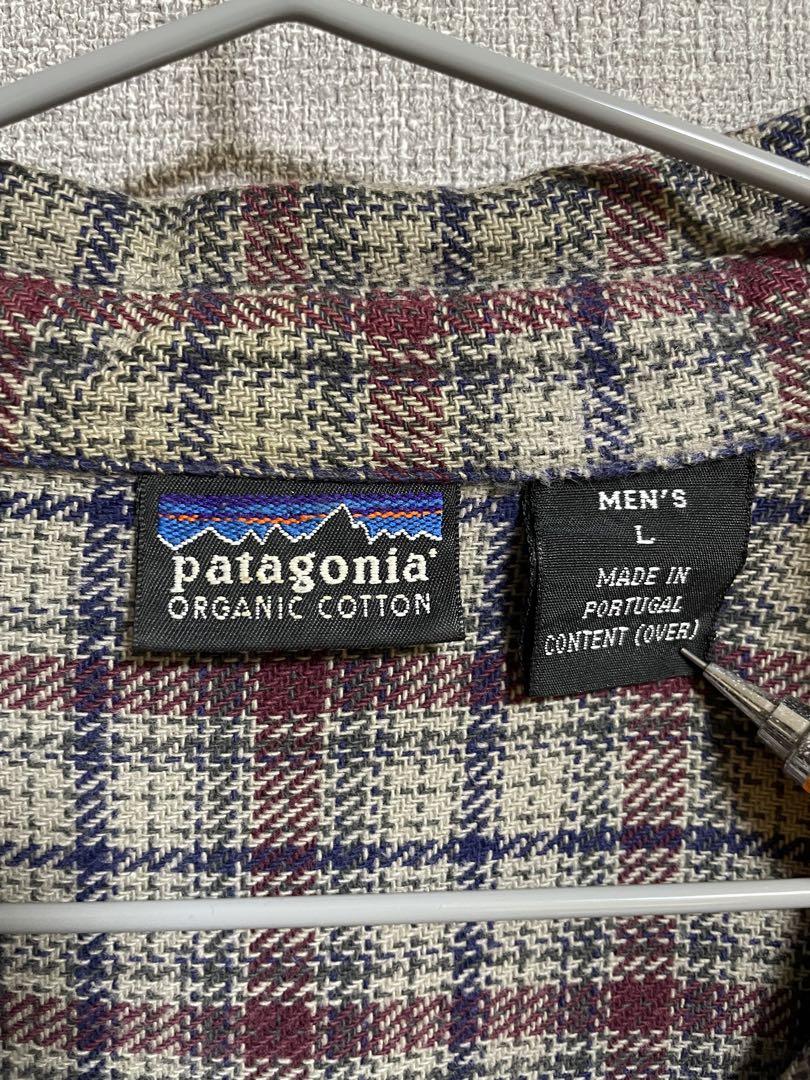 patagonia
ORGANIC COTTON
MEN'S
L
MADE IN
PORTUGAL
CONTENT (OVER)